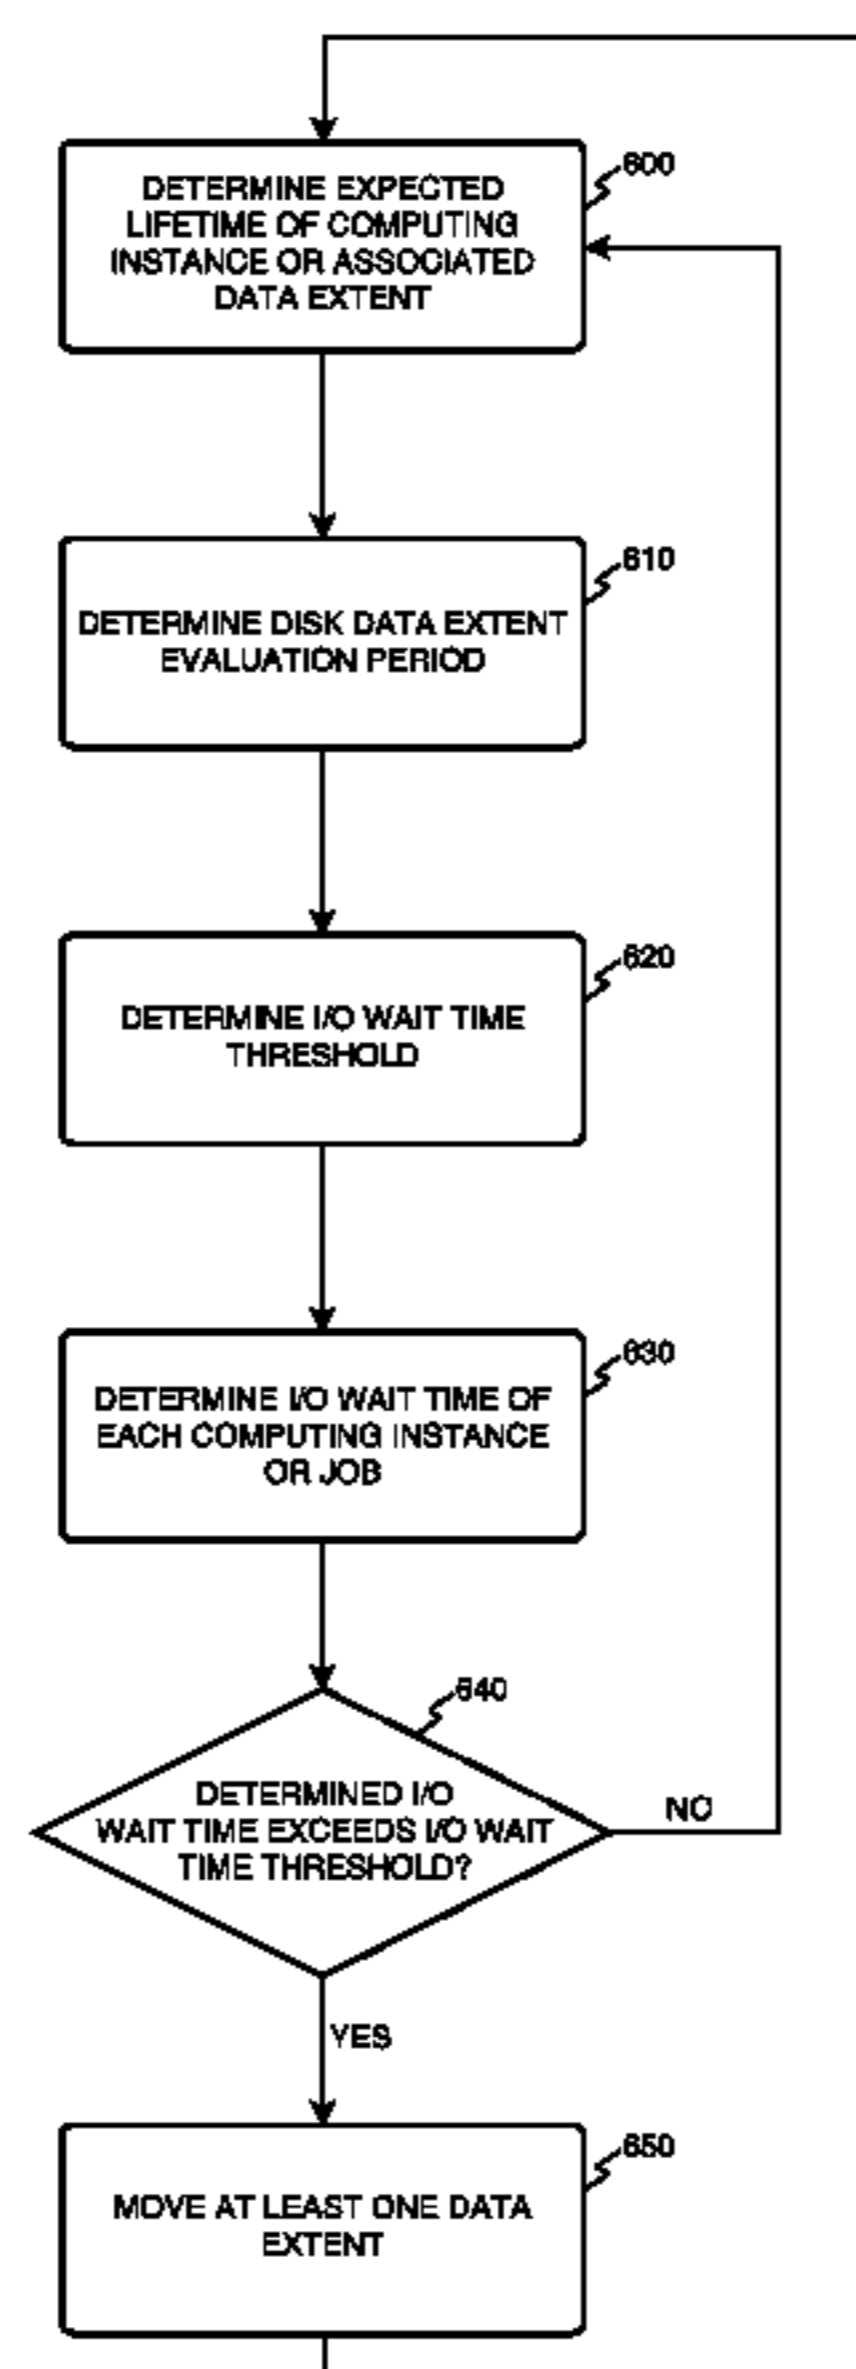 600
DETERMINE EXPECTED
LIFETIME OF COMPUTING
INSTANCE OR ASSOCIATED
DATA EXTENT
610
DETERMINE DISK DATA EXTENT
EVALUATION PERIOD
620
DETERMINE I/O WAIT TIME
THRESHOLD
630
DETERMINE I/O WAIT TIME OF
EACH COMPUTING INSTANCE
OR JOB
640
DETERMINED I/O
WAIT TIME EXCEEDS I/O WAIT
TIME THRESHOLD?
NO
YES
650
MOVE AT LEAST ONE DATA
EXTENT